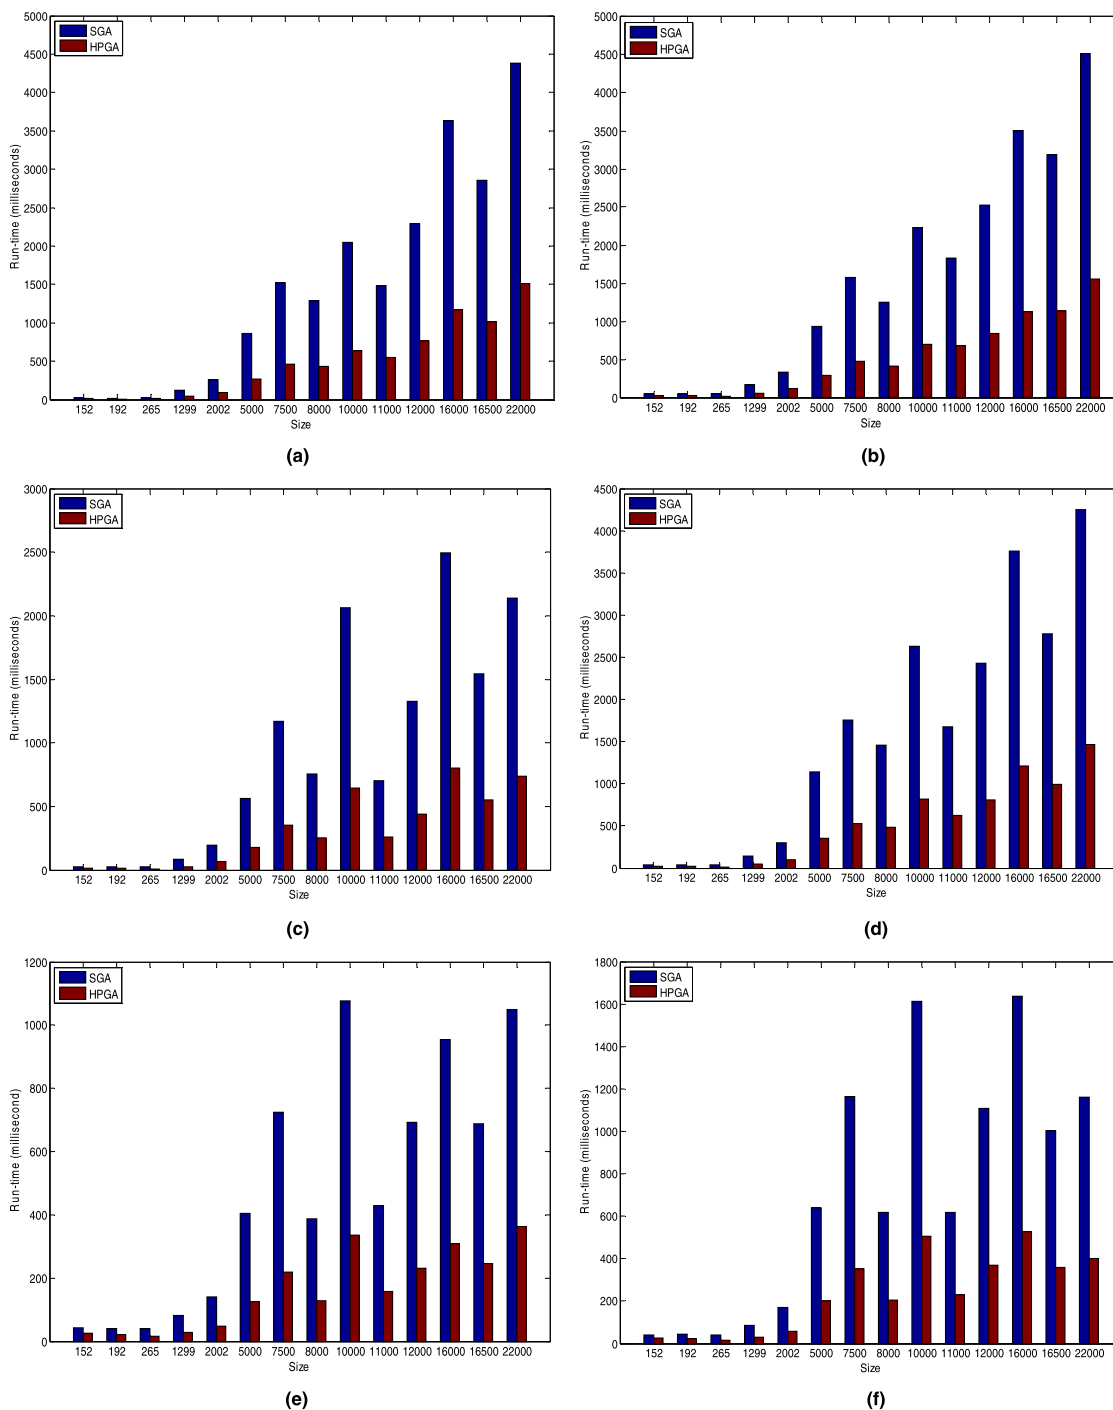 SGA
HPGA
Run-time (milliseconds)
5000
4500
4000
3500
3000
2500
2000
1500
1000
500
0
152 192 265 1299 2002 5000 7500 8000 10000 11000 12000 16000 16500 22000
Size
(a)
SGA
HPGA
Run-time (milliseconds)
5000
4500
4000
3500
3000
2500
2000
1500
1000
500
0
152 192 265 1299 2002 5000 7500 8000 10000 11000 12000 16000 16500 22000
Size
(b)
SGA
HPGA
Run-time (milliseconds)
3000
2500
2000
1500
1000
500
0
152 192 265 1299 2002 5000 7500 8000 10000 11000 12000 16000 16500 22000
Size
(c)
SGA
HPGA
Run-time (milliseconds)
4500
4000
3500
3000
2500
2000
1500
1000
500
0
152 192 265 1299 2002 5000 7500 8000 10000 11000 12000 16000 16500 22000
Size
(d)
SGA
HPGA
Run-time (millisecond)
1200
1000
800
600
400
200
0
152 192 265 1299 2002 5000 7500 8000 10000 11000 12000 16000 16500 22000
Size
(e)
SGA
HPGA
Run-time (milliseconds)
1800
1600
1400
1200
1000
800
600
400
200
0
152 192 265 1299 2002 5000 7500 8000 10000 11000 12000 16000 16500 22000
Size
(f)